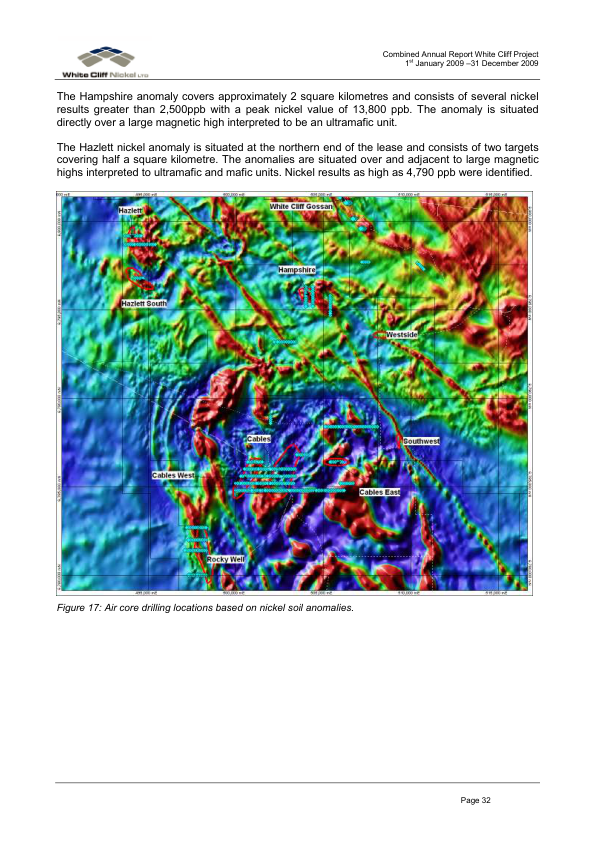 White Cliff Nickel LTD
Combined Annual Report White Cliff Project
1st January 2009 –31 December 2009
The Hampshire anomaly covers approximately 2 square kilometres and consists of several nickel
results greater than 2,500ppb with a peak nickel value of 13,800 ppb. The anomaly is situated
directly over a large magnetic high interpreted to be an ultramafic unit.
The Hazlett nickel anomaly is situated at the northern end of the lease and consists of two targets
covering half a square kilometre. The anomalies are situated over and adjacent to large magnetic
highs interpreted to ultramafic and mafic units. Nickel results as high as 4,790 ppb were identified.
Hazlett
White Cliff Gossan
Hampshire
Hazlett South
Westside
Cables
Southwest
Cables West
Cables East
Rocky Well
Figure 17: Air core drilling locations based on nickel soil anomalies.
Page 32